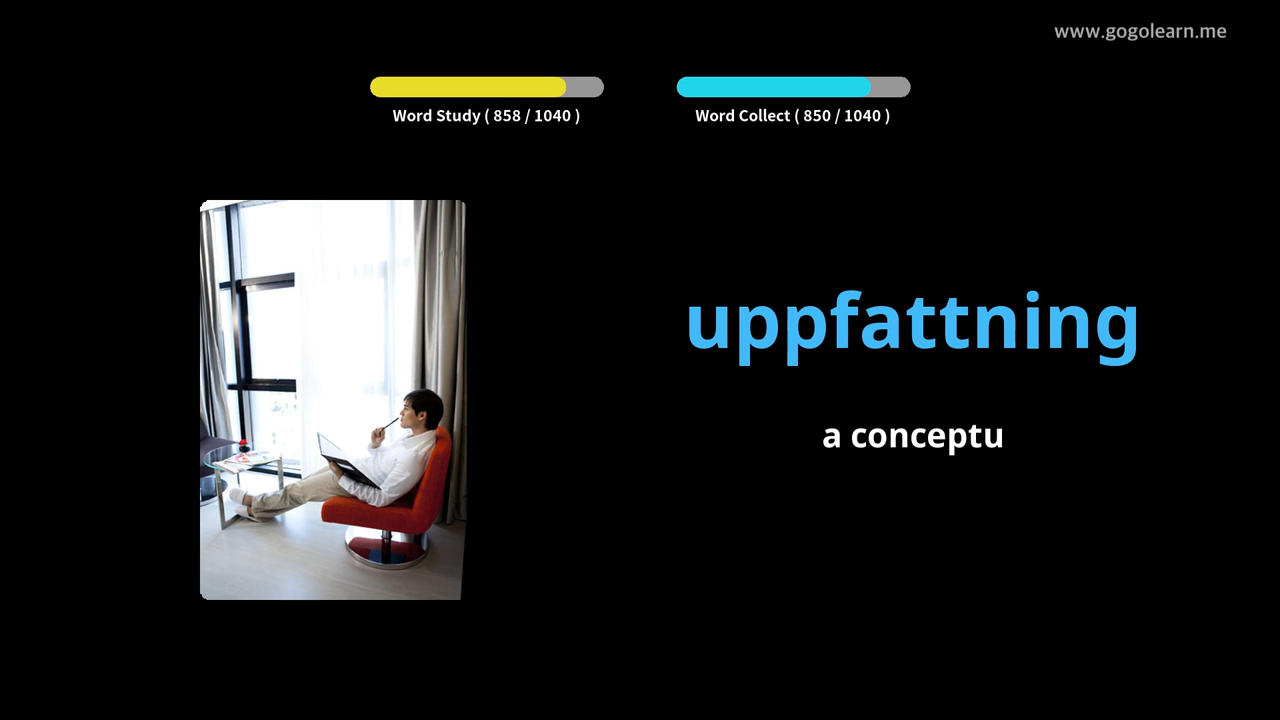 www.gogolearn.me
Word Study ( 858 / 1040 )
Word Collect ( 850 / 1040 )
uppfattning
a conceptu